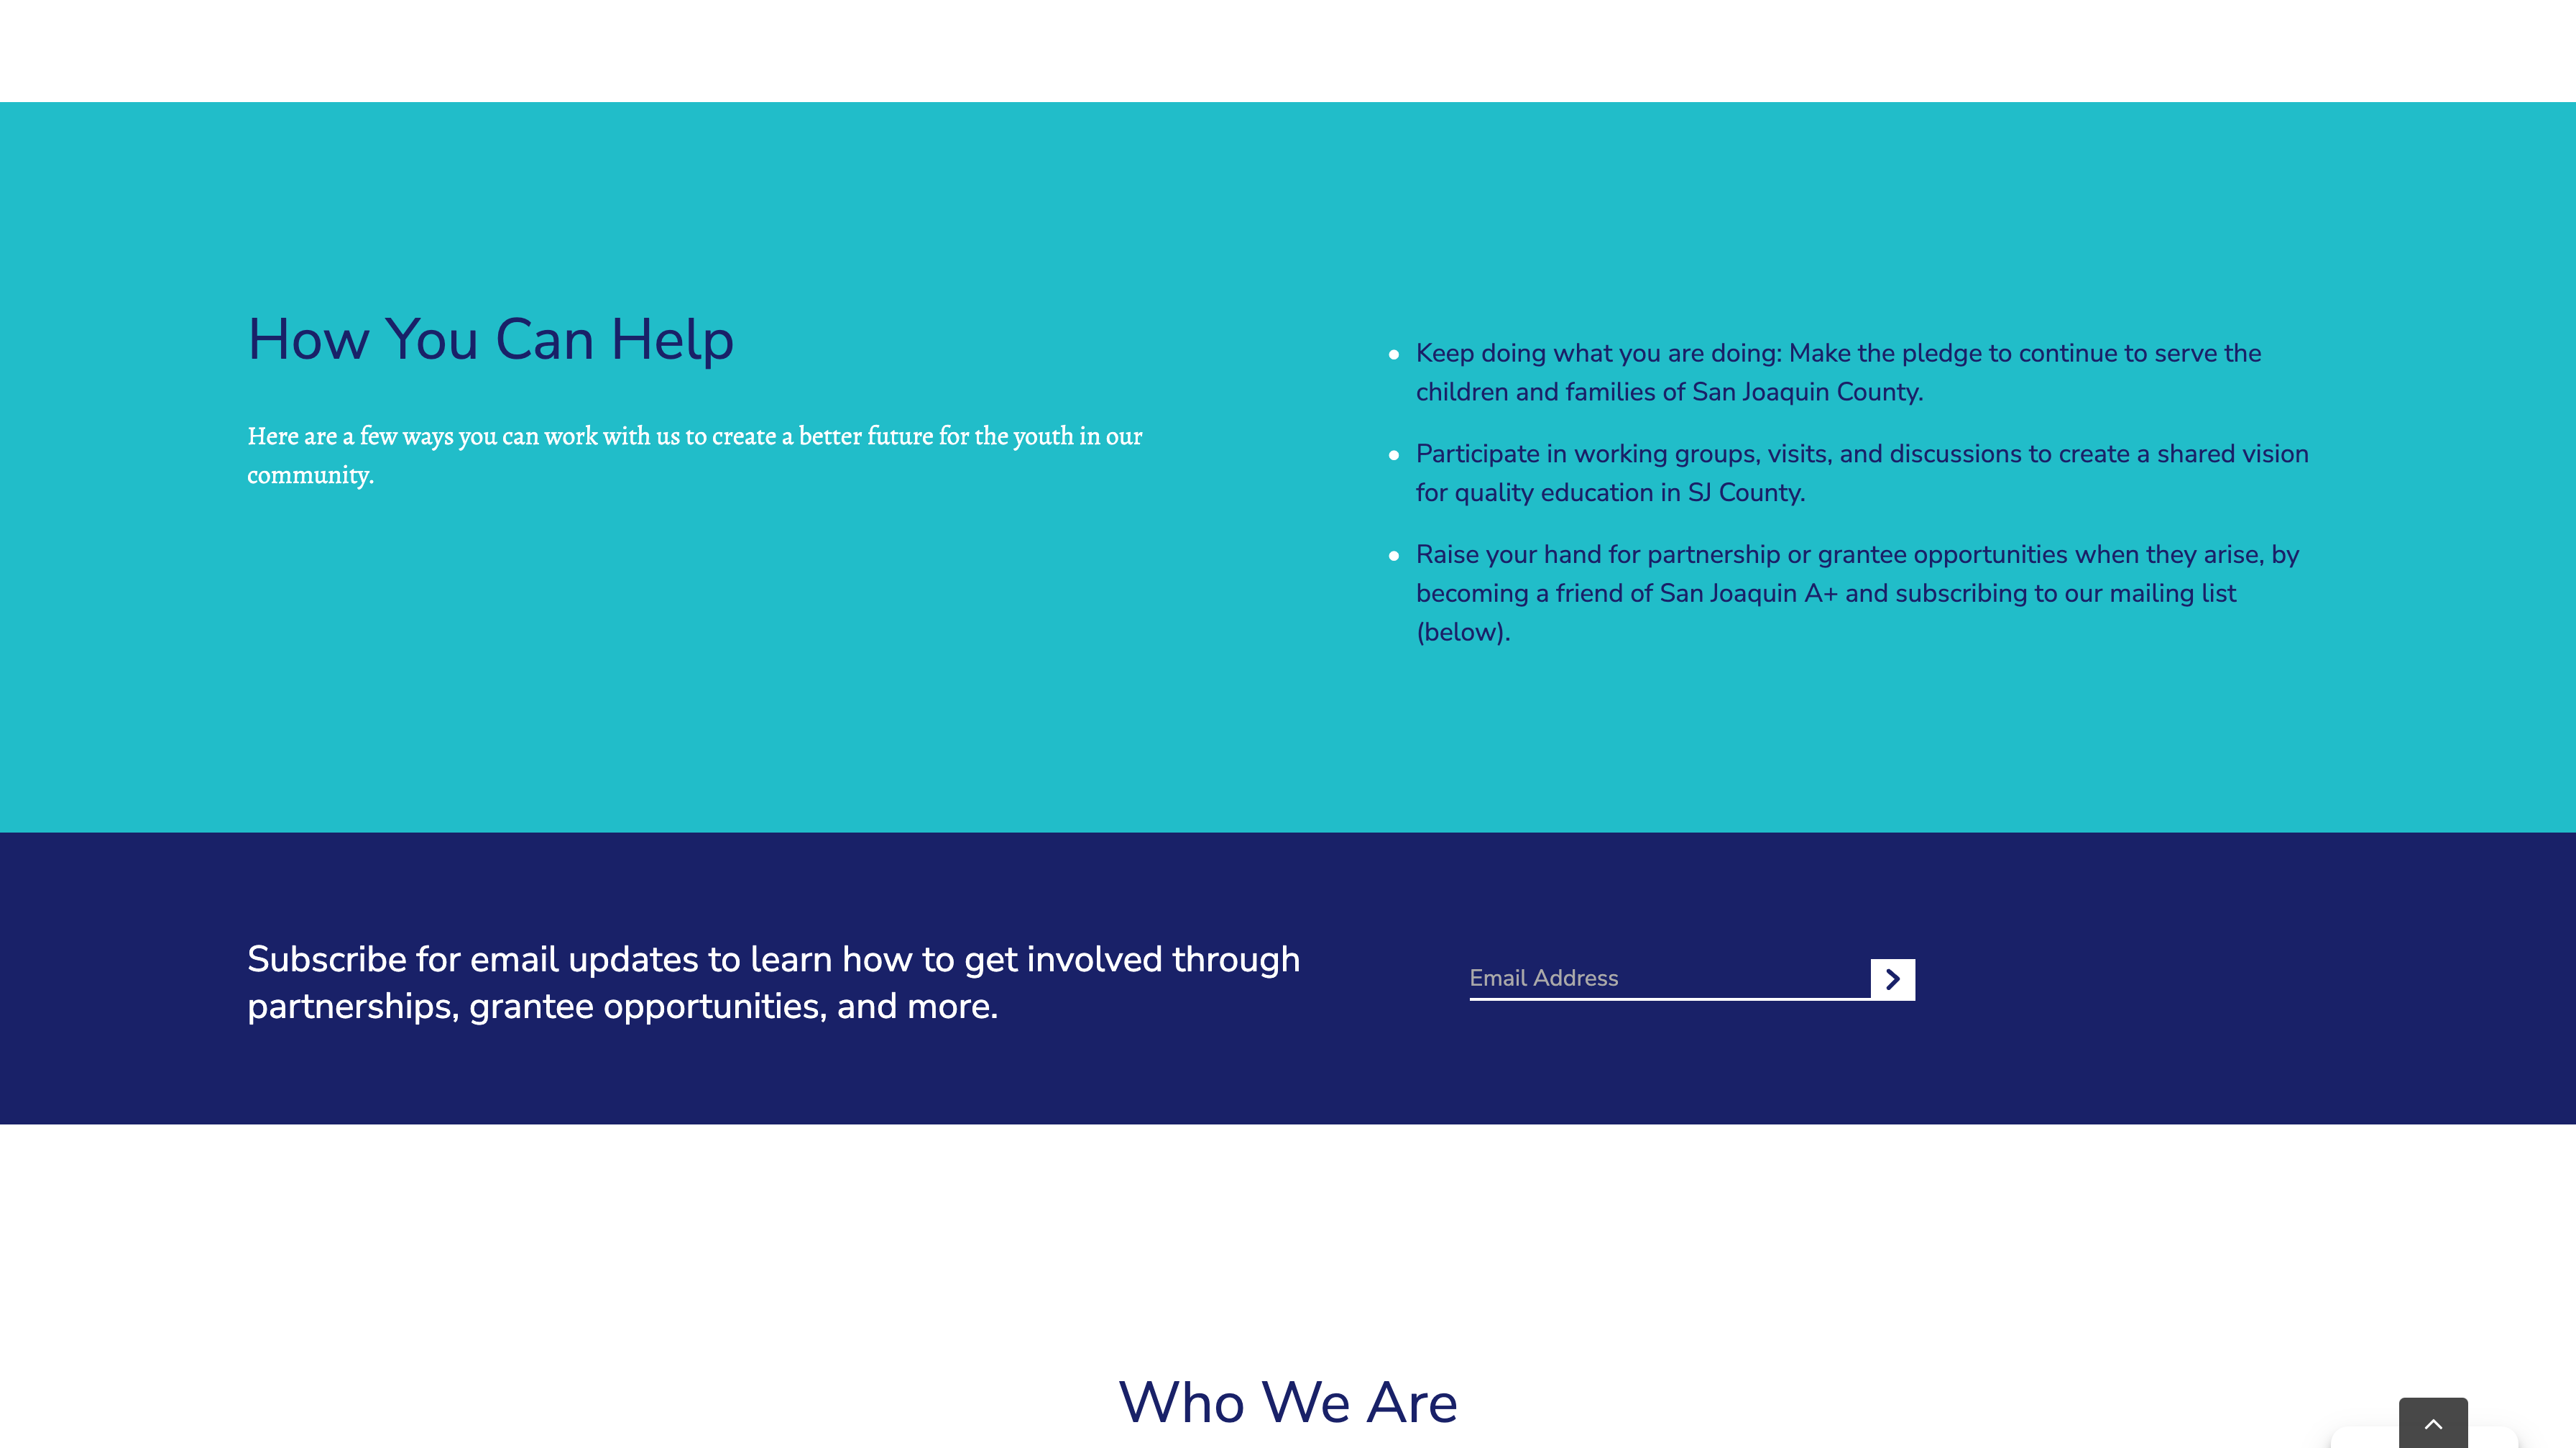 How You Can Help
Here are a few ways you can work with us to create a better future for the youth in our
community.
Keep doing what you are doing: Make the pledge to continue to serve the
children and families of San Joaquin County.
Participate in working groups, visits, and discussions to create a shared vision
for quality education in SJ County.
Raise your hand for partnership or grantee opportunities when they arise, by
becoming a friend of San Joaquin A+ and subscribing to our mailing list
(below).
Subscribe for email updates to learn how to get involved through
partnerships, grantee opportunities, and more.
Email Address
Who We Are